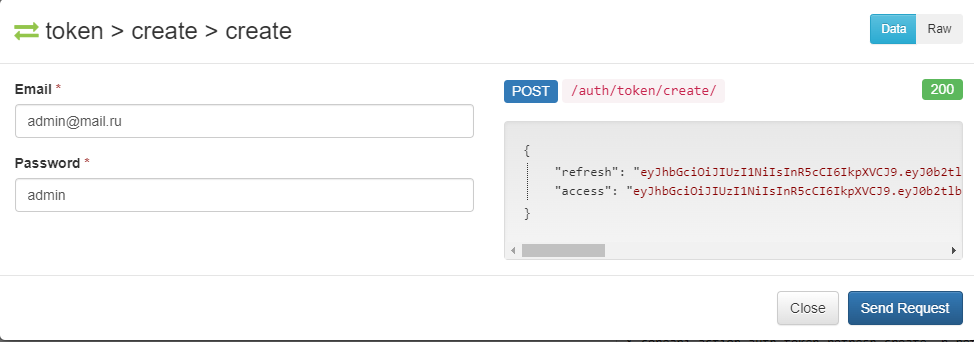 token > create > create
Data
Raw
Email *
admin@mail.ru
Password *
admin
POST /auth/token/create/
200
{
"refresh": "eyJhbGciOiJIUzI1NiIsInR5cCI6IkpXVCJ9.eyJ0b2tl
"access": "eyJhbGciOiJIUzI1NiIsInR5cCI6IkpXVCJ9.eyJ0b2tlb
}
Close
Send Request